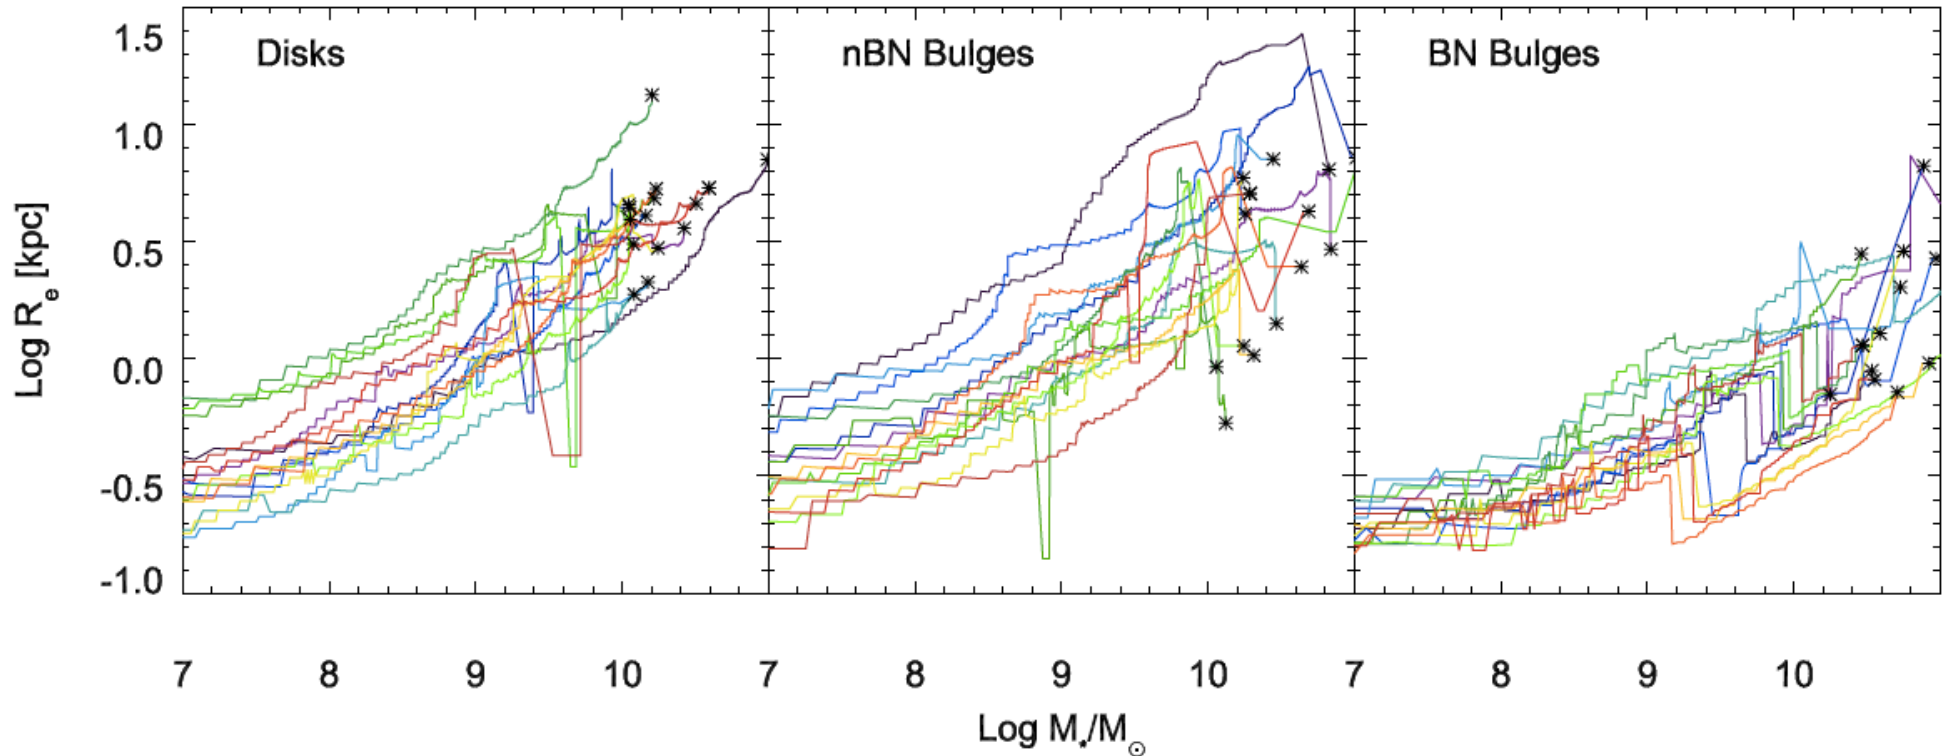 Disks nBN Bulges BN Bulges
1.5
1.0
0.5
0.0
-0.5
-1.0
Log Rₑ [kpc]
7 8 9 10 7 8 9 10 7 8 9 10
Log M⋆/M⊙